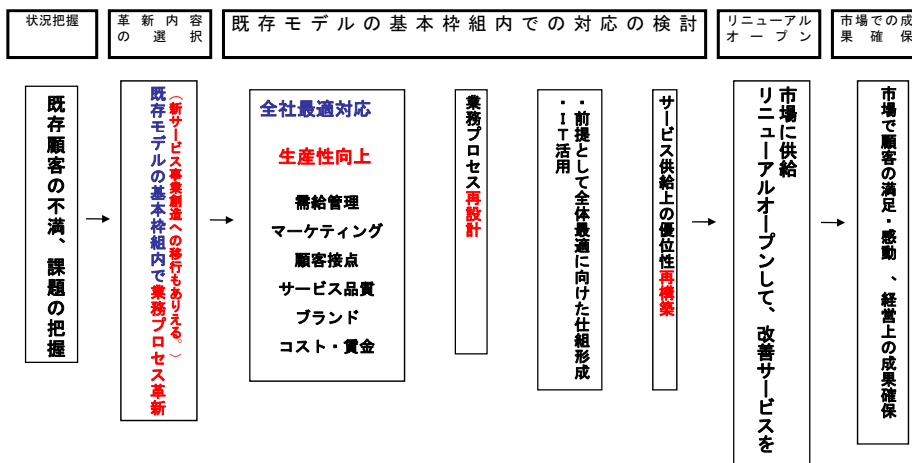 状況把握
革新内容
の選択
既存モデルの基本枠組内での対応の検討
リニューアル
オープン
市場での成
果確保
既存顧客の不満、課題の把握
既存モデルの基本枠組内で業務プロセス革新
(新サービス事業創造への移行もありえる。)
全社最適対応
生産性向上
需給管理
マーケティング
顧客接点
サービス品質
ブランド
コスト・賃金
業務プロセス再設計
・前提として全体最適に向けた仕組形成
・IT活用
サービス供給上の優位性再構築
リニューアルオープンして、改善サービスを
市場に供給
市場で顧客の満足・感動、経営上の成果確保